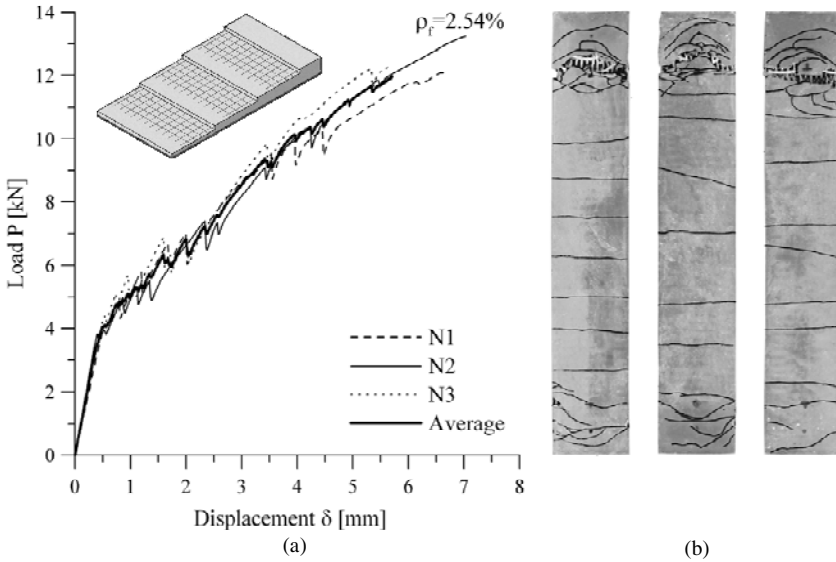 14
12
10
8
6
4
2
0
Load P [kN]
ρf=2.54%
N1
N2
N3
Average
0 1 2 3 4 5 6 7 8
Displacement δ [mm]
(a)
(b)